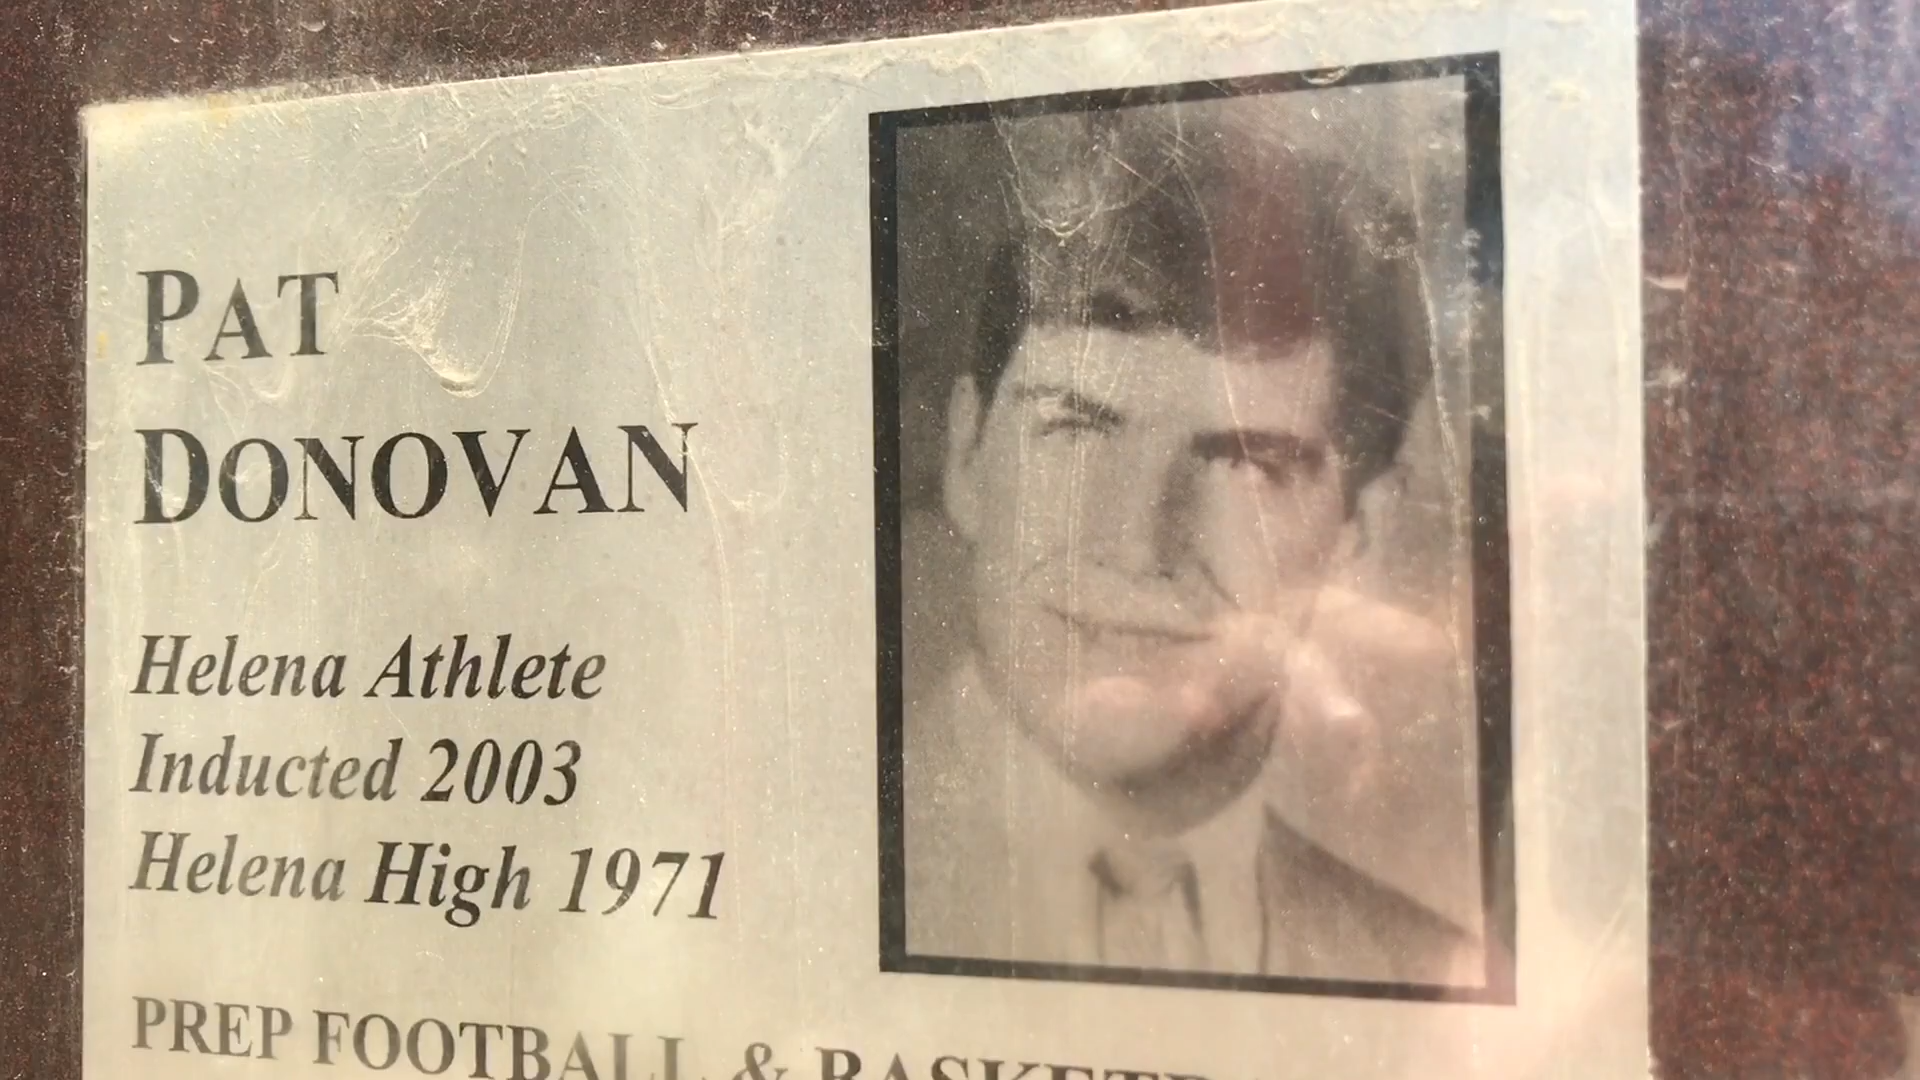 PAT
DONOVAN
Helena Athlete
Inducted 2003
Helena High 1971
PREP FOOTBALL &